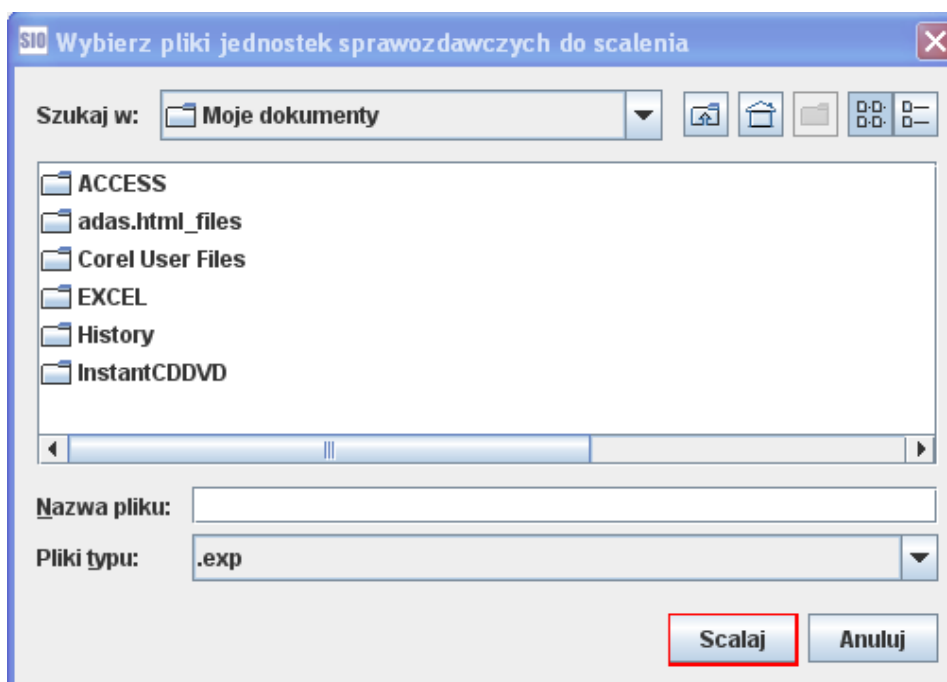 SIO Wybierz pliki jednostek sprawozdawczych do scalenia
Szukaj w: Moje dokumenty
ACCESS
adas.html_files
Corel User Files
EXCEL
History
InstantCDDVD
Nazwa pliku:
Pliki typu: .exp
Scalaj Anuluj